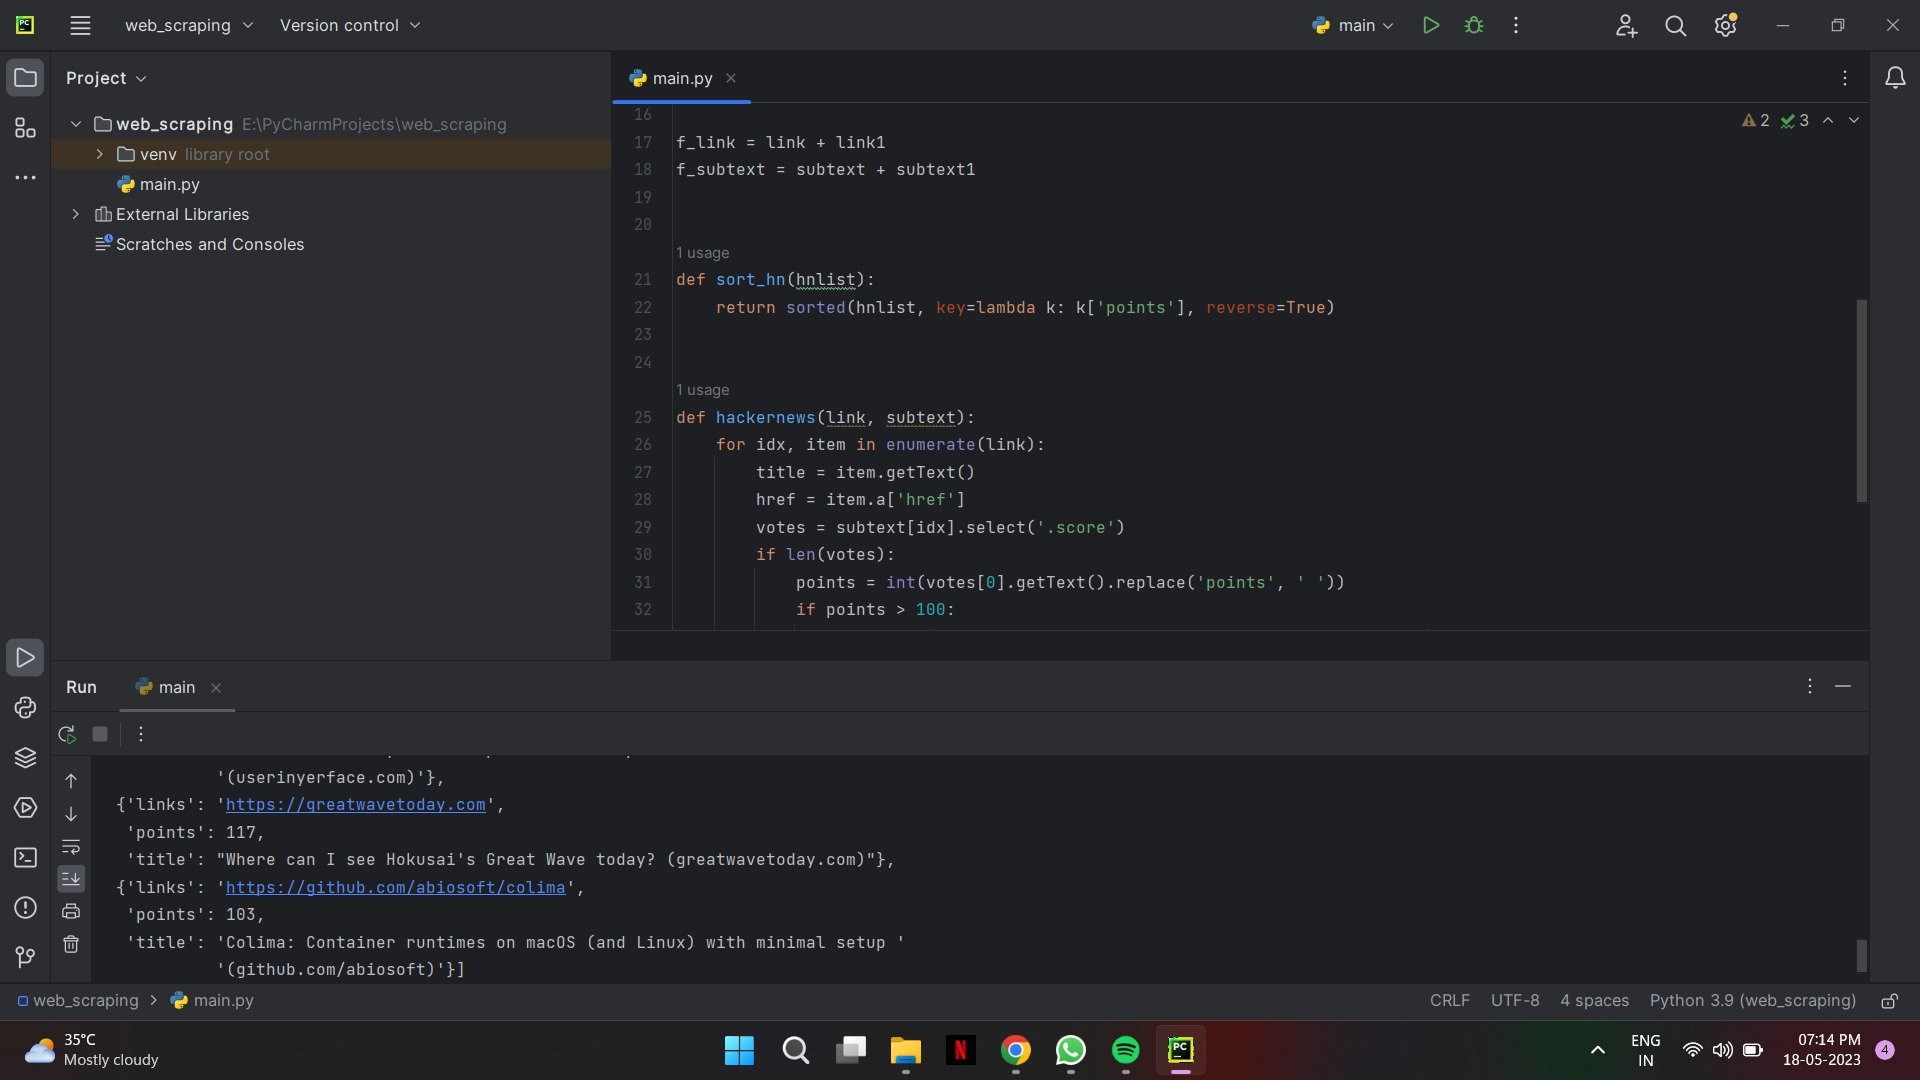 PC
web_scraping
Version control
main
Project
main.py
web_scraping E:\PyCharmProjects\web_scraping
venv library root
main.py
External Libraries
Scratches and Consoles
2 3
16
17 f_link = link + link1
18 f_subtext = subtext + subtext1
19
20
1 usage
21 def sort_hn(hnlist):
22 return sorted(hnlist, key=lambda k: k['points'], reverse=True)
23
24
1 usage
25 def hackernews(link, subtext):
26 for idx, item in enumerate(link):
27 title = item.getText()
28 href = item.a['href']
29 votes = subtext[idx].select('.score')
30 if len(votes):
31 points = int(votes[0].getText().replace('points', ' '))
32 if points > 100:
Run main
'(userinyerface.com)'},
{'links': 'https://greatwavetoday.com',
'points': 117,
'title': "Where can I see Hokusai's Great Wave today? (greatwavetoday.com)"},
{'links': 'https://github.com/abiosoft/colima',
'points': 103,
'title': 'Colima: Container runtimes on macOS (and Linux) with minimal setup '
'(github.com/abiosoft)'}]
web_scraping > main.py
CRLF UTF-8 4 spaces Python 3.9 (web_scraping)
35°C
Mostly cloudy
N
PC
ENG
IN
07:14 PM
18-05-2023
4